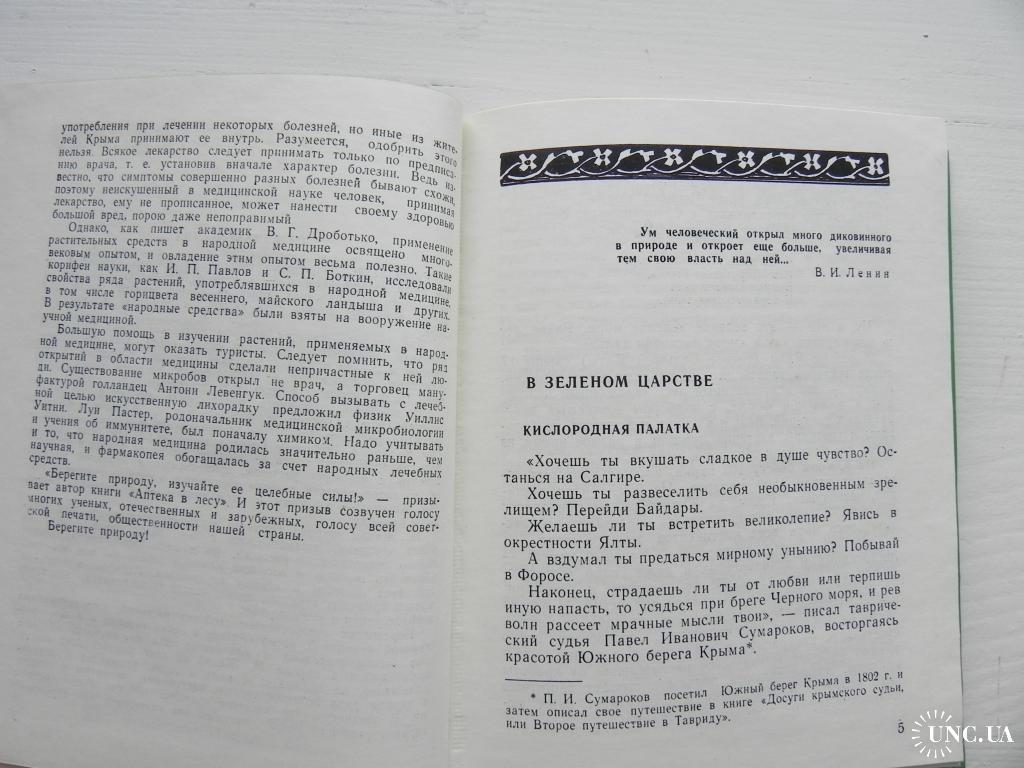 употребления при лечении некоторых болезней, но иные из жите-
лей Крыма принимают ее внутрь. Разумеется, одобрить этого
нельзя. Всякое лекарство следует принимать только по предписа-
нию врача, т. е. установив вначале характер болезни. Ведь из-
вестно, что симптомы совершенно разных болезней бывают схожи,
поэтому неискушенный в медицинской науке человек, принимая
лекарство, ему не прописанное, может нанести своему здоровью
большой вред, порою даже непоправимый
Однако, как пишет академик В. Г. Дроботько, применение
растительных средств в народной медицине освящено много-
вековым опытом, и овладение этим опытом весьма полезно. Такие
корифеи науки, как И. П. Павлов и С. П. Боткин, исследовали
свойства ряда растений, употреблявшихся в народной медицине,
в том числе горицвета весеннего, майского ландыша и других.
В результате «народные средства» были взяты на вооружение на-
учной медициной.
Большую помощь в изучении растений, применяемых в народ-
ной медицине, могут оказать туристы. Следует помнить, что ряд
открытий в области медицины сделали непричастные к ней лю-
ди. Существование микробов открыл не врач, а торговец ману-
фактурой голландец Антони Левенгук. Способ вызывать с лечеб-
ной целью искусственную лихорадку предложил физик Уиллис
Уитни. Луи Пастер, родоначальник медицинской микробиологии
и учения об иммунитете, был поначалу химиком. Надо учитывать
и то, что народная медицина родилась значительно раньше, чем
научная, и фармакопея обогащалась за счет народных лечебных
средств.
«Берегите природу, изучайте ее целебные силы!» — призы-
вает автор книги «Аптека в лесу». И этот призыв созвучен голосу
многих ученых, отечественных и зарубежных, голосу всей совет-
ской печати, общественности нашей страны.
Берегите природу!
Ум человеческий открыл много диковинного
в природе и откроет еще больше, увеличивая
тем свою власть над ней...
В. И. Ленин
В ЗЕЛЕНОМ ЦАРСТВЕ
КИСЛОРОДНАЯ ПАЛАТКА
«Хочешь ты вкушать сладкое в душе чувство? Ос-
танься на Салгире.
Хочешь ты развеселить себя необыкновенным зре-
лищем? Перейди Байдары.
Желаешь ли ты встретить великолепие? Явись в
окрестности Ялты.
А вздумал ты предаться мирному унынию? Побывай
в Форосе.
Наконец, страдаешь ли ты от любви или терпишь
иную напасть, то усядься при бреге Черного моря, и рев
волн рассеет мрачные мысли твои», — писал тавриче-
ский судья Павел Иванович Сумароков, восторгаясь
красотой Южного берега Крыма*.
* П. И. Сумароков посетил Южный берег Крыма в 1802 г. и
затем описал свое путешествие в книге «Досуги крымского судьи,
или Второе путешествие в Тавриду».
5
UNC.UA